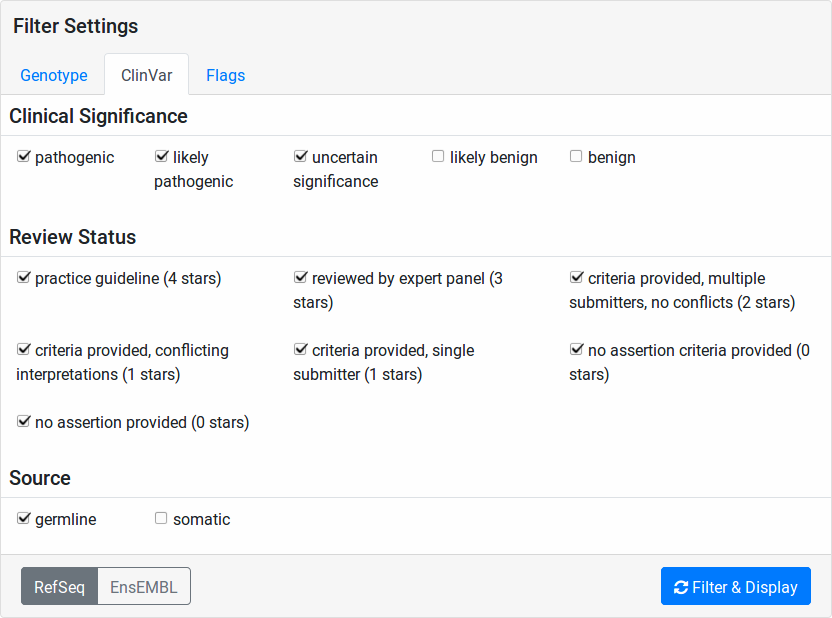 Filter Settings
Genotype ClinVar Flags
Clinical Significance
pathogenic likely uncertain likely benign benign
pathogenic significance
Review Status
practice guideline (4 stars) reviewed by expert panel (3 criteria provided, multiple
stars) submitters, no conflicts (2 stars)
criteria provided, conflicting criteria provided, single no assertion criteria provided (0
interpretations (1 stars) submitter (1 stars) stars)
no assertion provided (0 stars)
Source
germline somatic
RefSeq EnsEMBL Filter & Display